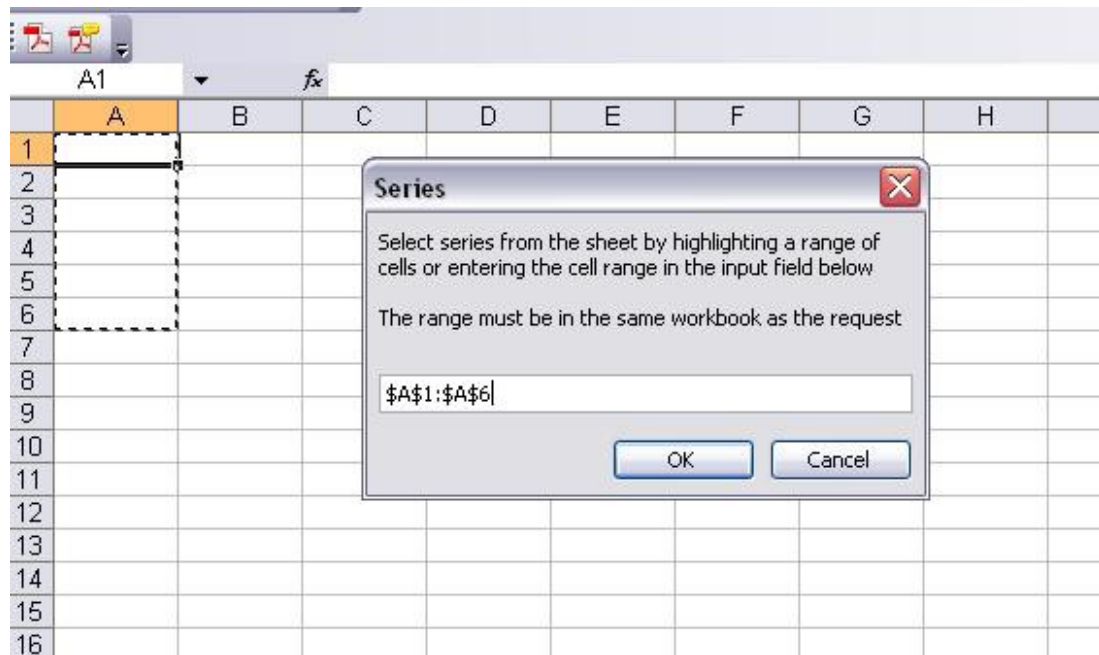 A1
fx
A B C D E F G H
1
Series
2
3
Select series from the sheet by highlighting a range of
4
cells or entering the cell range in the input field below
5
6
The range must be in the same workbook as the request
7
8
$A$1:$A$6
9
10
OK Cancel
11
12
13
14
15
16